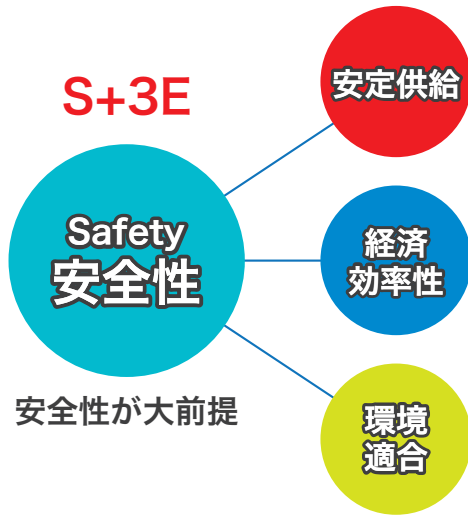 S+3E
Safety
安全性
安全性が大前提
安定供給
経済
効率性
環境
適合